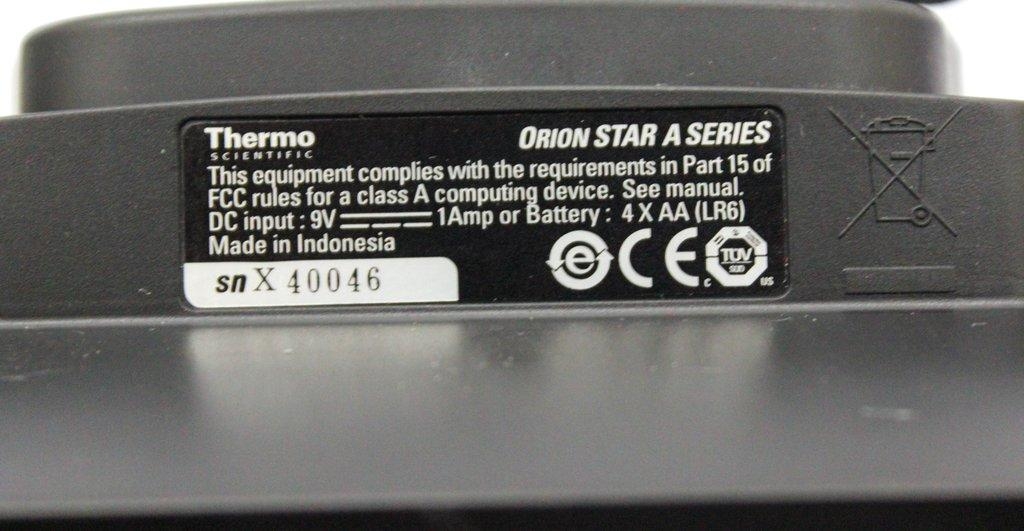 Thermo
SCIENTIFIC
ORION STAR A SERIES
This equipment complies with the requirements in Part 15 of
FCC rules for a class A computing device. See manual.
DC input : 9V 1Amp or Battery : 4 X AA (LR6)
Made in Indonesia
sn X 40046
e CE c TÜV SÜD US